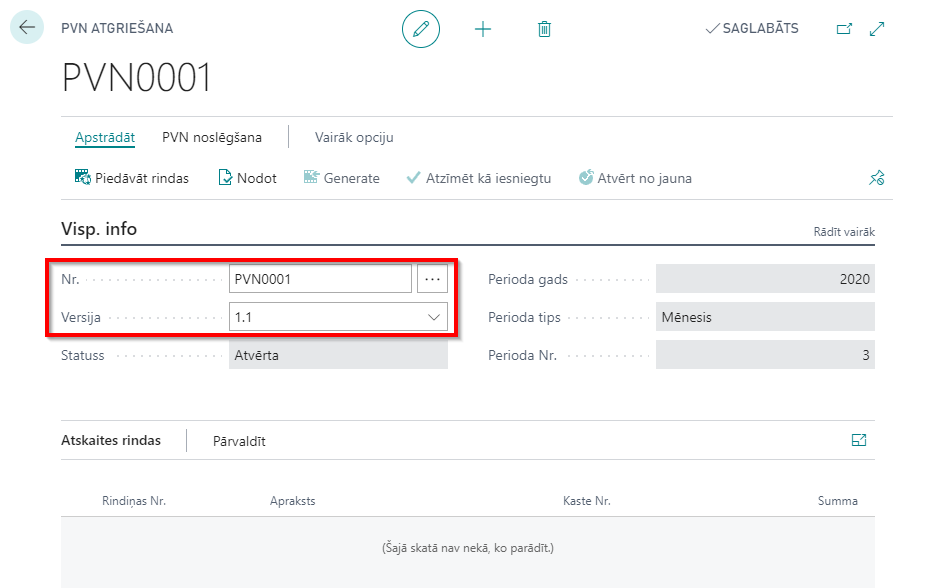 PVN ATGRIEŠANA
SAGLABĀTS
PVN0001
Apstrādāt PVN noslēgšana Vairāk opciju
Piedāvāt rindas Nodot Generate Atzīmēt kā iesniegtu Atvērt no jauna
Visp. info
Rādīt vairāk
Nr. PVN0001 ...
Perioda gads 2020
Versija 1.1
Perioda tips Mēnesis
Statuss Atvērta
Perioda Nr. 3
Atskaites rindas Pārvaldīt
Rindiņas Nr. Apraksts Kaste Nr. Summa
(Šajā skatā nav nekā, ko parādīt.)